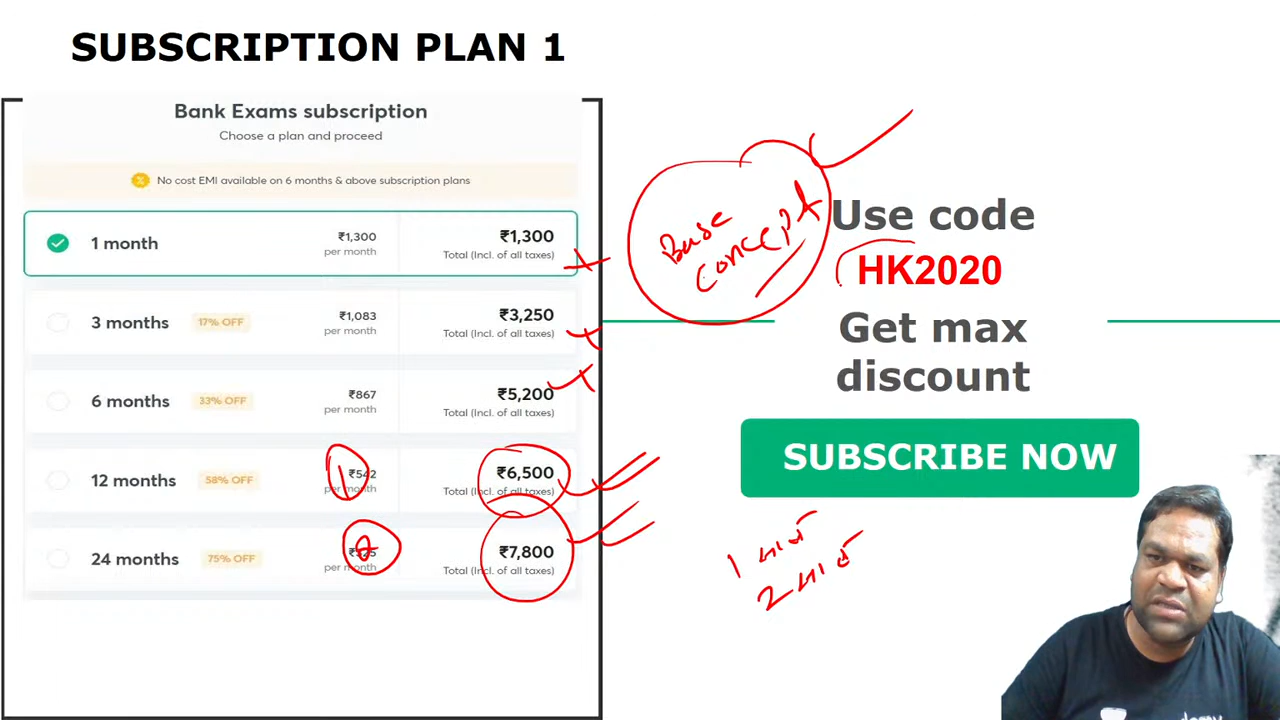 SUBSCRIPTION PLAN 1
Bank Exams subscription
Choose a plan and proceed
No cost EMI available on 6 months & above subscription plans
1 month ₹1,300 ₹1,300
per month Total (Incl. of all taxes)
3 months 17% OFF ₹1,083 ₹3,250
per month Total (Incl. of all taxes)
6 months 33% OFF ₹867 ₹5,200
per month Total (Incl. of all taxes)
12 months 58% OFF ₹542 ₹6,500
per month Total (Incl. of all taxes)
24 months 75% OFF ₹325 ₹7,800
per month Total (Incl. of all taxes)
1
2
Base
Concept
Use code
HK2020
Get max
discount
SUBSCRIBE NOW
1 मार्च
2 मार्च